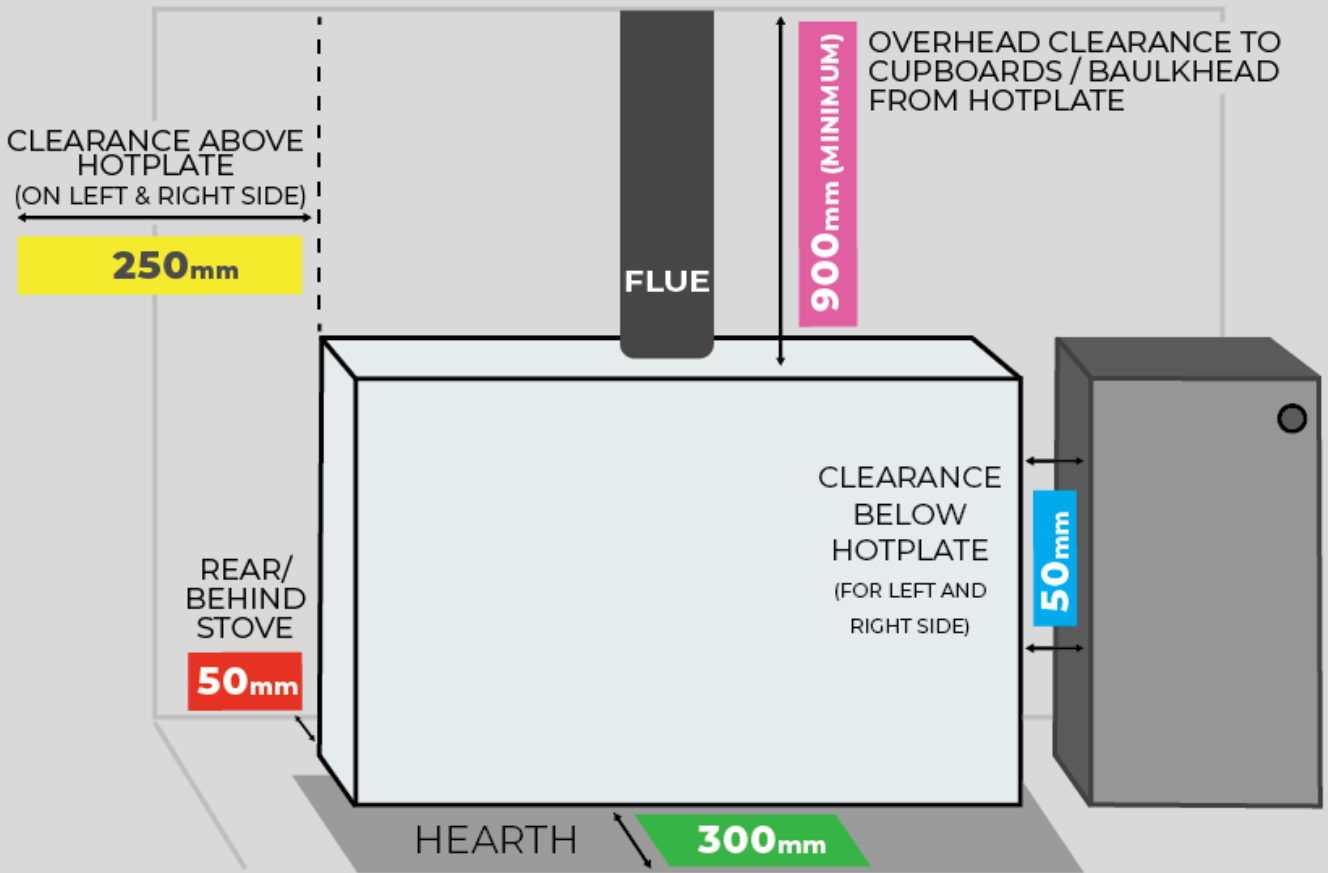 OVERHEAD CLEARANCE TO
CUPBOARDS / BAULKHEAD
FROM HOTPLATE
900mm (MINIMUM)
CLEARANCE ABOVE
HOTPLATE
(ON LEFT & RIGHT SIDE)
250mm
FLUE
CLEARANCE
BELOW
HOTPLATE
(FOR LEFT AND
RIGHT SIDE)
50mm
REAR/
BEHIND
STOVE
50mm
HEARTH
300mm